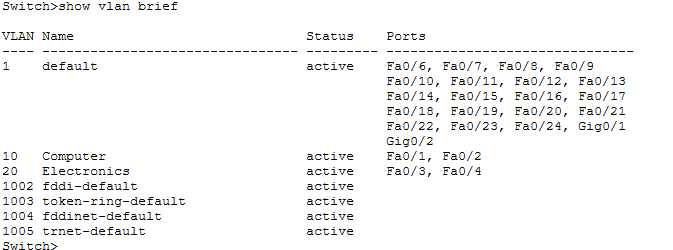 Switch>show vlan brief
VLAN Name                             Status    Ports
---- -------------------------------- --------- -------------------------------
1    default                          active    Fa0/6, Fa0/7, Fa0/8, Fa0/9
                                                Fa0/10, Fa0/11, Fa0/12, Fa0/13
                                                Fa0/14, Fa0/15, Fa0/16, Fa0/17
                                                Fa0/18, Fa0/19, Fa0/20, Fa0/21
                                                Fa0/22, Fa0/23, Fa0/24, Gig0/1
                                                Gig0/2
10   Computer                         active    Fa0/1, Fa0/2
20   Electronics                      active    Fa0/3, Fa0/4
1002 fddi-default                     active
1003 token-ring-default               active
1004 fddinet-default                  active
1005 trnet-default                    active
Switch>